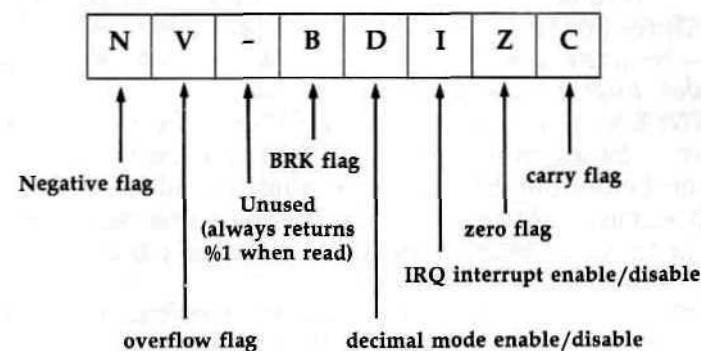 N V - B D I Z C
BRK flag
carry flag
Negative flag
Unused
(always returns
%1 when read)
zero flag
IRQ interrupt enable/disable
overflow flag
decimal mode enable/disable